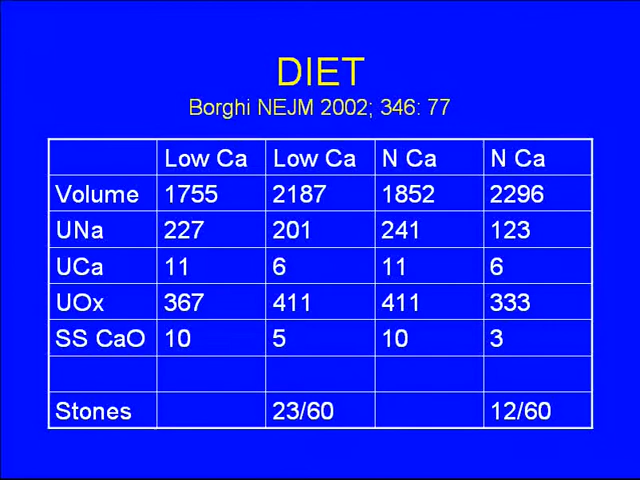 DIET
Borghi NEJM 2002; 346: 77
Low Ca Low Ca N Ca N Ca
Volume 1755 2187 1852 2296
UNa 227 201 241 123
UCa 11 6 11 6
UOx 367 411 411 333
SS CaO 10 5 10 3
Stones 23/60 12/60